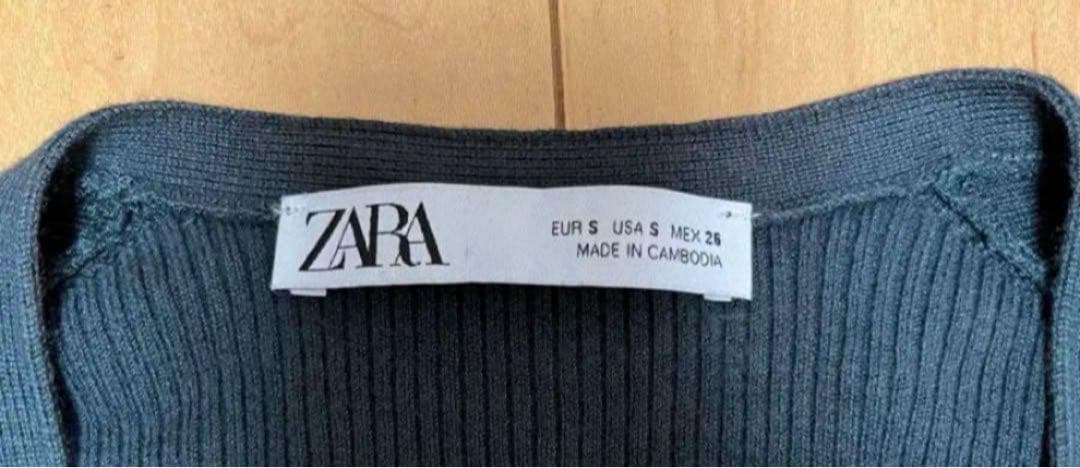 ZARA
EUR S USA S MEX 26
MADE IN CAMBODIA